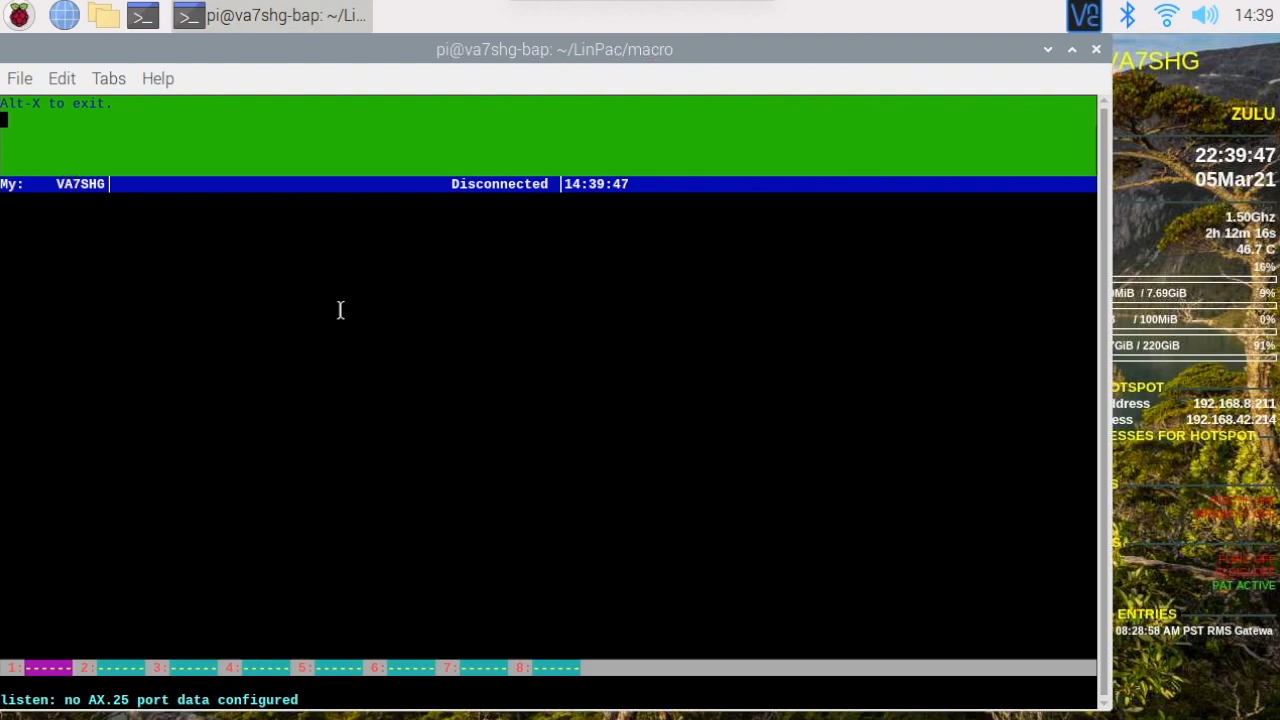 pi@va7shg-bap: ~/Li...
14:39
pi@va7shg-bap: ~/LinPac/macro
File Edit Tabs Help
Alt-X to exit.
My: VA7SHG Disconnected 14:39:47
1:------ 2:------ 3:------ 4:------ 5:------ 6:------ 7:------ 8:------
listen: no AX.25 port data configured
VA7SHG
ZULU
22:39:47
05Mar21
1.50Ghz
2h 12m 16s
46.7 C
16%
MiB / 7.69GiB 9%
/ 100MiB 0%
GiB / 220GiB 91%
OTSPOT
ddress 192.168.8.211
ess 192.168.42.214
ESSES FOR HOTSPOT
PAT ACTIVE
ENTRIES
08:28:58 AM PST RMS Gatewa